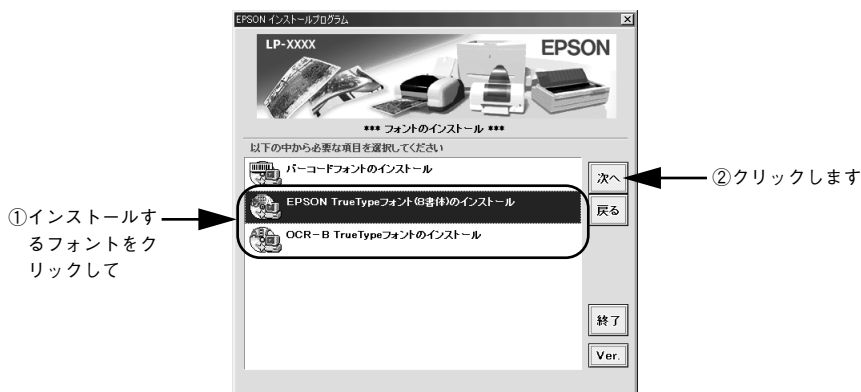 EPSON インストールプログラム
LP-XXXX
EPSON
*** フォントのインストール ***
以下の中から必要な項目を選択してください
バーコードフォントのインストール
EPSON TrueTypeフォント(8書体)のインストール
OCR-B TrueTypeフォントのインストール
次へ
戻る
終了
Ver.
①インストールす
るフォントをク
リックして
②クリックします